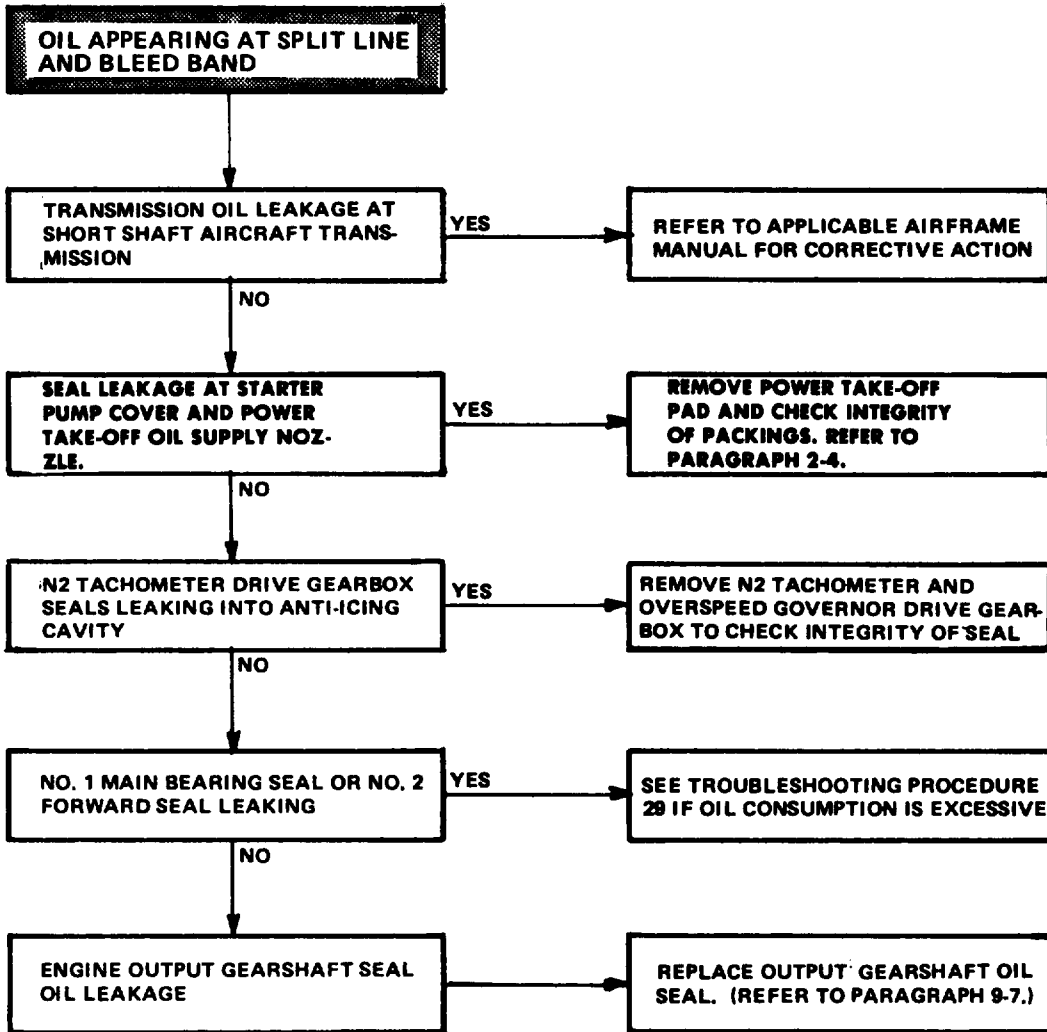 OIL APPEARING AT SPLIT LINE
AND BLEED BAND
TRANSMISSION OIL LEAKAGE AT
SHORT SHAFT AIRCRAFT TRANS-
MISSION
YES
REFER TO APPLICABLE AIRFRAME
MANUAL FOR CORRECTIVE ACTION
NO
SEAL LEAKAGE AT STARTER
PUMP COVER AND POWER
TAKE-OFF OIL SUPPLY NOZ-
ZLE.
YES
REMOVE POWER TAKE-OFF
PAD AND CHECK INTEGRITY
OF PACKINGS. REFER TO
PARAGRAPH 2-4.
NO
N2 TACHOMETER DRIVE GEARBOX
SEALS LEAKING INTO ANTI-ICING
CAVITY
YES
REMOVE N2 TACHOMETER AND
OVERSPEED GOVERNOR DRIVE GEAR-
BOX TO CHECK INTEGRITY OF SEAL
NO
NO. 1 MAIN BEARING SEAL OR NO. 2
FORWARD SEAL LEAKING
YES
SEE TROUBLESHOOTING PROCEDURE
29 IF OIL CONSUMPTION IS EXCESSIVE
NO
ENGINE OUTPUT GEARSHAFT SEAL
OIL LEAKAGE
REPLACE OUTPUT GEARSHAFT OIL
SEAL. (REFER TO PARAGRAPH 9-7.)